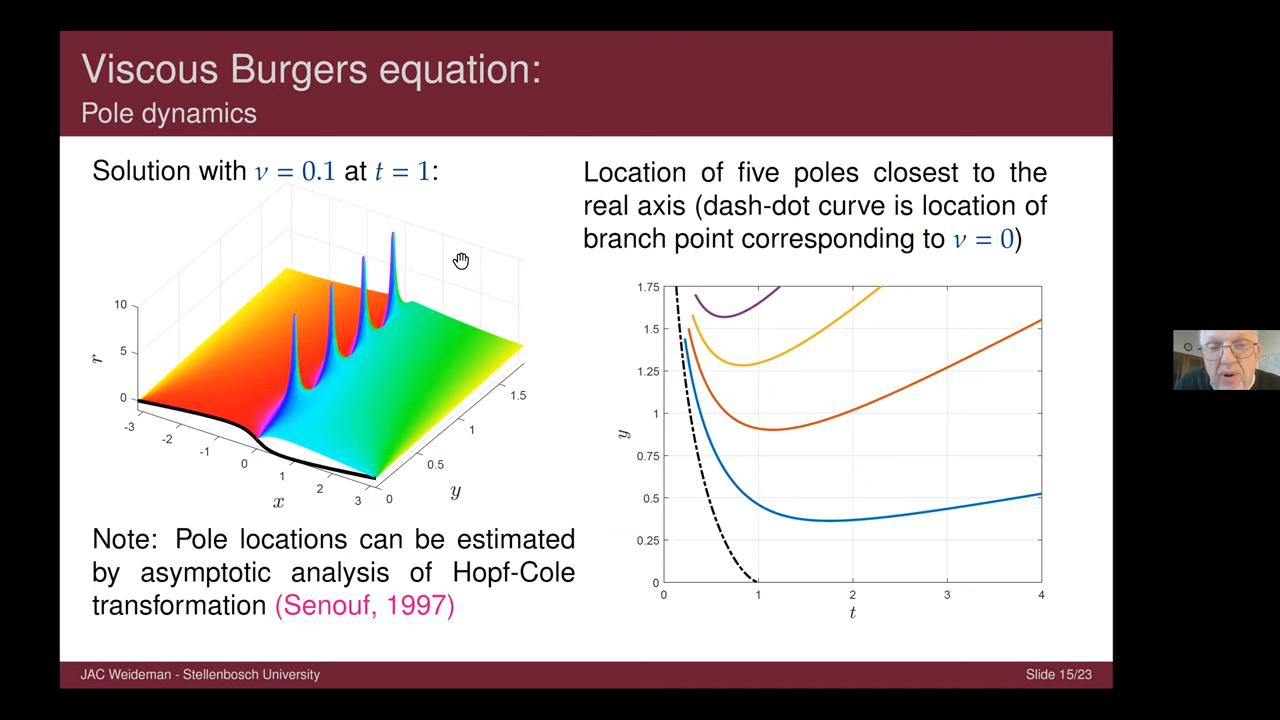 Viscous Burgers equation:
Pole dynamics
Solution with ν = 0.1 at t = 1:
10
5
0
r
-3
-2
-1
0
1
2
3
x
0
0.5
1
1.5
y
Note: Pole locations can be estimated
by asymptotic analysis of Hopf-Cole
transformation (Senouf, 1997)
Location of five poles closest to the
real axis (dash-dot curve is location of
branch point corresponding to ν = 0)
1.75
1.5
1.25
1
0.75
0.5
0.25
0
y
0 1 2 3 4
t
JAC Weideman - Stellenbosch University
Slide 15/23